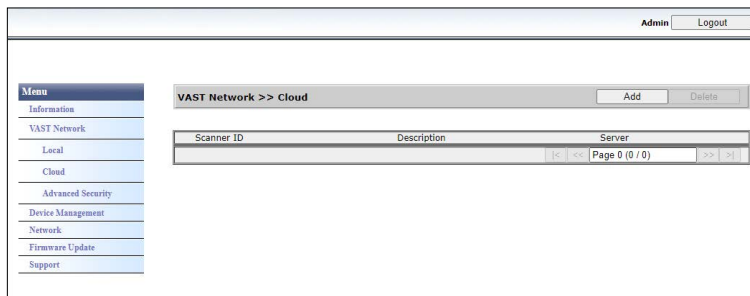 Admin Logout
Menu
Information
VAST Network
Local
Cloud
Advanced Security
Device Management
Network
Firmware Update
Support
VAST Network >> Cloud Add Delete
Scanner ID Description Server
|< << Page 0 (0 / 0) >> >|